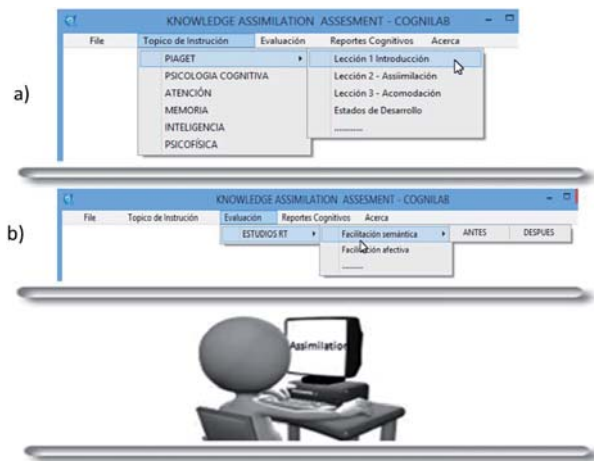 KNOWLEDGE ASSIMILATION ASSESMENT - COGNILAB
File Topico de Instrución Evaluación Reportes Cognitivos Acerca
a)
PIAGET
PSICOLOGIA COGNITIVA
ATENCIÓN
MEMORIA
INTELIGENCIA
PSICOFÍSICA
Lección 1 Introducción
Lección 2 - Assimilación
Lección 3 - Acomodación
Estados de Desarrollo
----------
KNOWLEDGE ASSIMILATION ASSESMENT - COGNILAB
File Topico de Instrución Evaluación Reportes Cognitivos Acerca
b)
ESTUDIOS RT Facilitación semántica ANTES DESPUES
Facilitación afectiva
--------
Assimilation